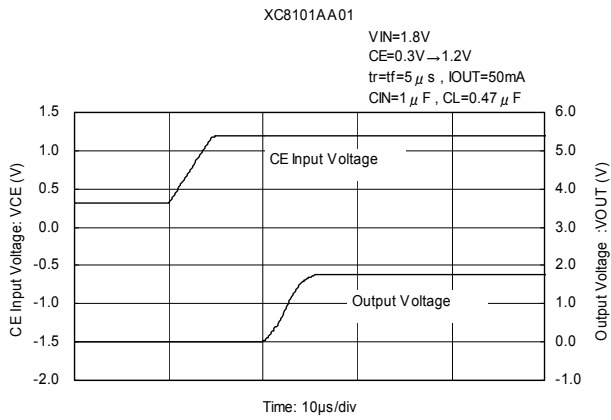 XC8101AA01
VIN=1.8V
CE=0.3V→1.2V
tr=tf=5μs , IOUT=50mA
CIN=1μF , CL=0.47μF
CE Input Voltage: VCE (V)
1.5
1.0
0.5
0.0
-0.5
-1.0
-1.5
-2.0
CE Input Voltage
Output Voltage
6.0
5.0
4.0
3.0
2.0
1.0
0.0
-1.0
Output Voltage :VOUT (V)
Time: 10μs/div